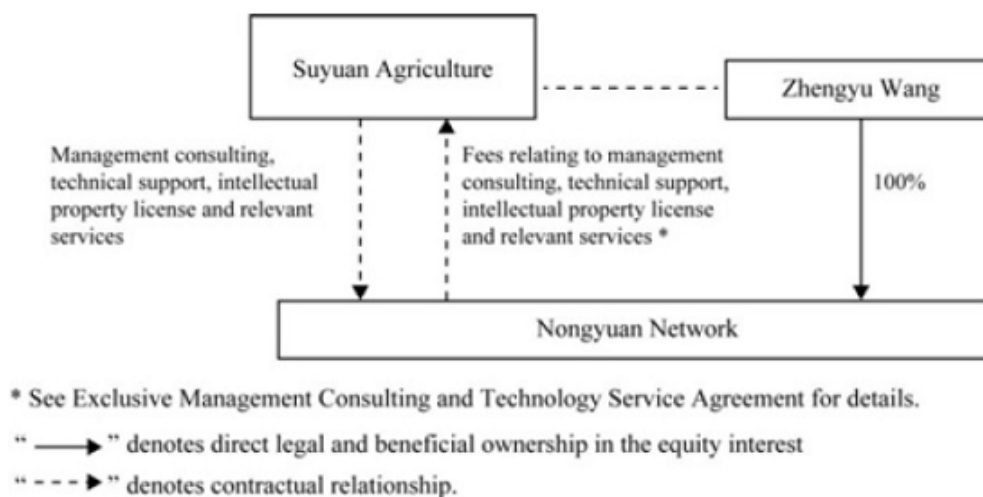 Suyuan Agriculture
Zhengyu Wang
Management consulting,
technical support, intellectual
property license and relevant
services
Fees relating to management
consulting, technical support,
intellectual property license
and relevant services *
100%
Nongyuan Network
* See Exclusive Management Consulting and Technology Service Agreement for details.
“ ” denotes direct legal and beneficial ownership in the equity interest
“ ” denotes contractual relationship.